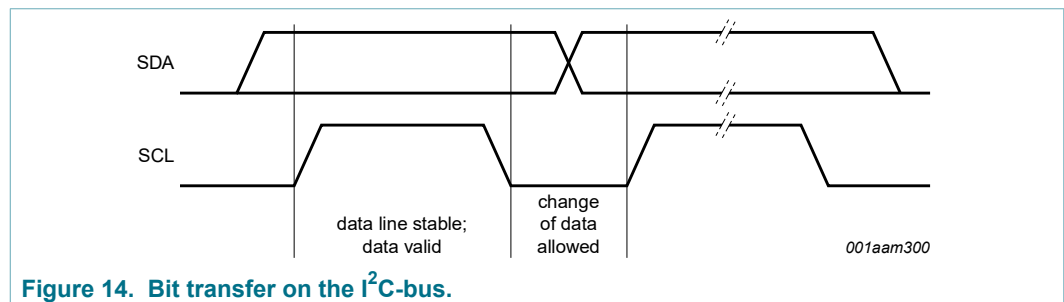 SDA
SCL
data line stable;
data valid
change
of data
allowed
001aam300
Figure 14. Bit transfer on the I²C-bus.